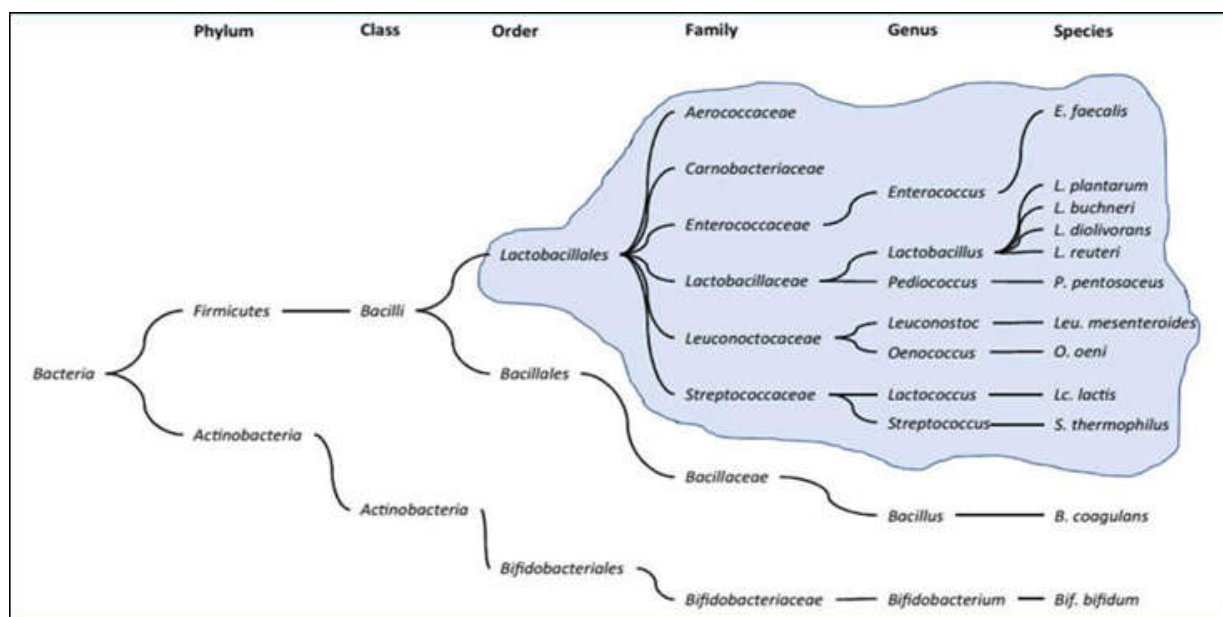 Phylum Class Order Family Genus Species
Aerococcaceae E. faecalis
Carnobacteriaceae
Enterococcus L. plantarum
L. buchneri
Enterococcaceae L. diolivorans
Lactobacillales Lactobacillus L. reuteri
Lactobacillaceae Pediococcus P. pentosaceus
Firmicutes Bacilli
Leuconostoc Leu. mesenteroides
Leuconoctocaceae
Oenococcus O. oeni
Bacteria Bacillales
Streptococcaceae Lactococcus Lc. lactis
Streptococcus S. thermophilus
Actinobacteria
Bacillaceae
Actinobacteria Bacillus B. coagulans
Bifidobacteriales
Bifidobacteriaceae Bifidobacterium Bif. bifidum